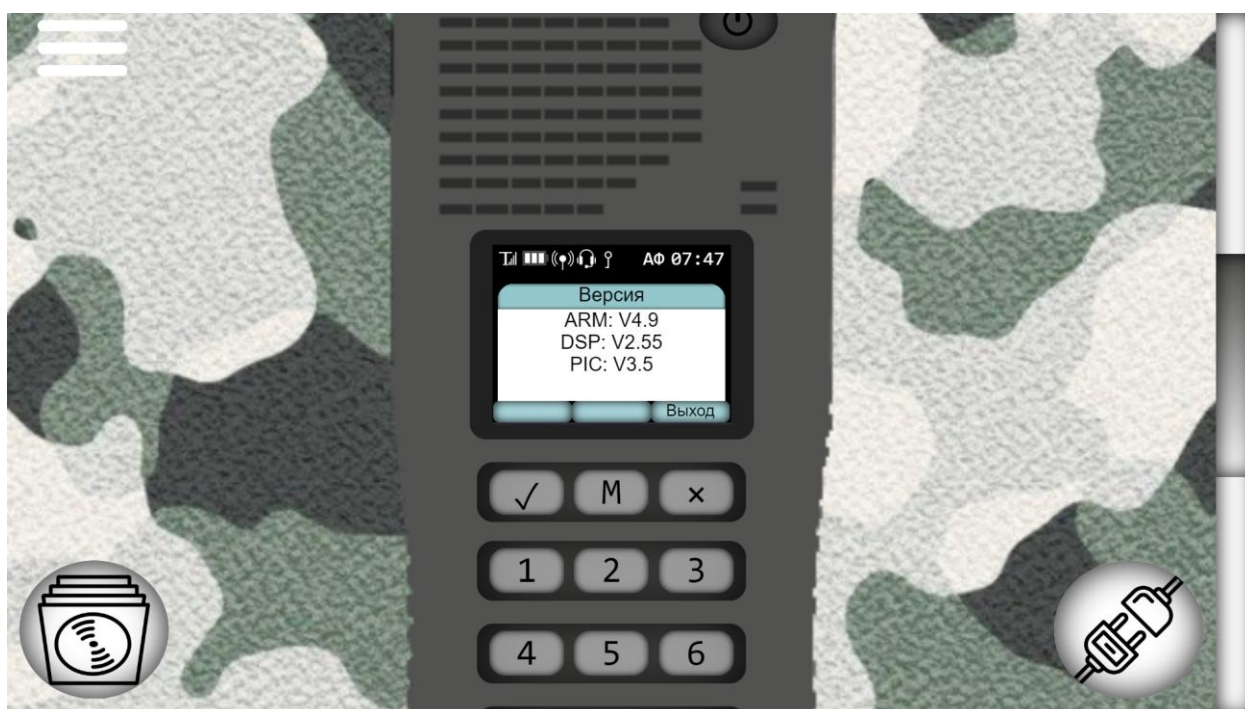 АФ 07:47
Версия
ARM: V4.9
DSP: V2.55
PIC: V3.5
Выход
✓ M ×
1 2 3
4 5 6